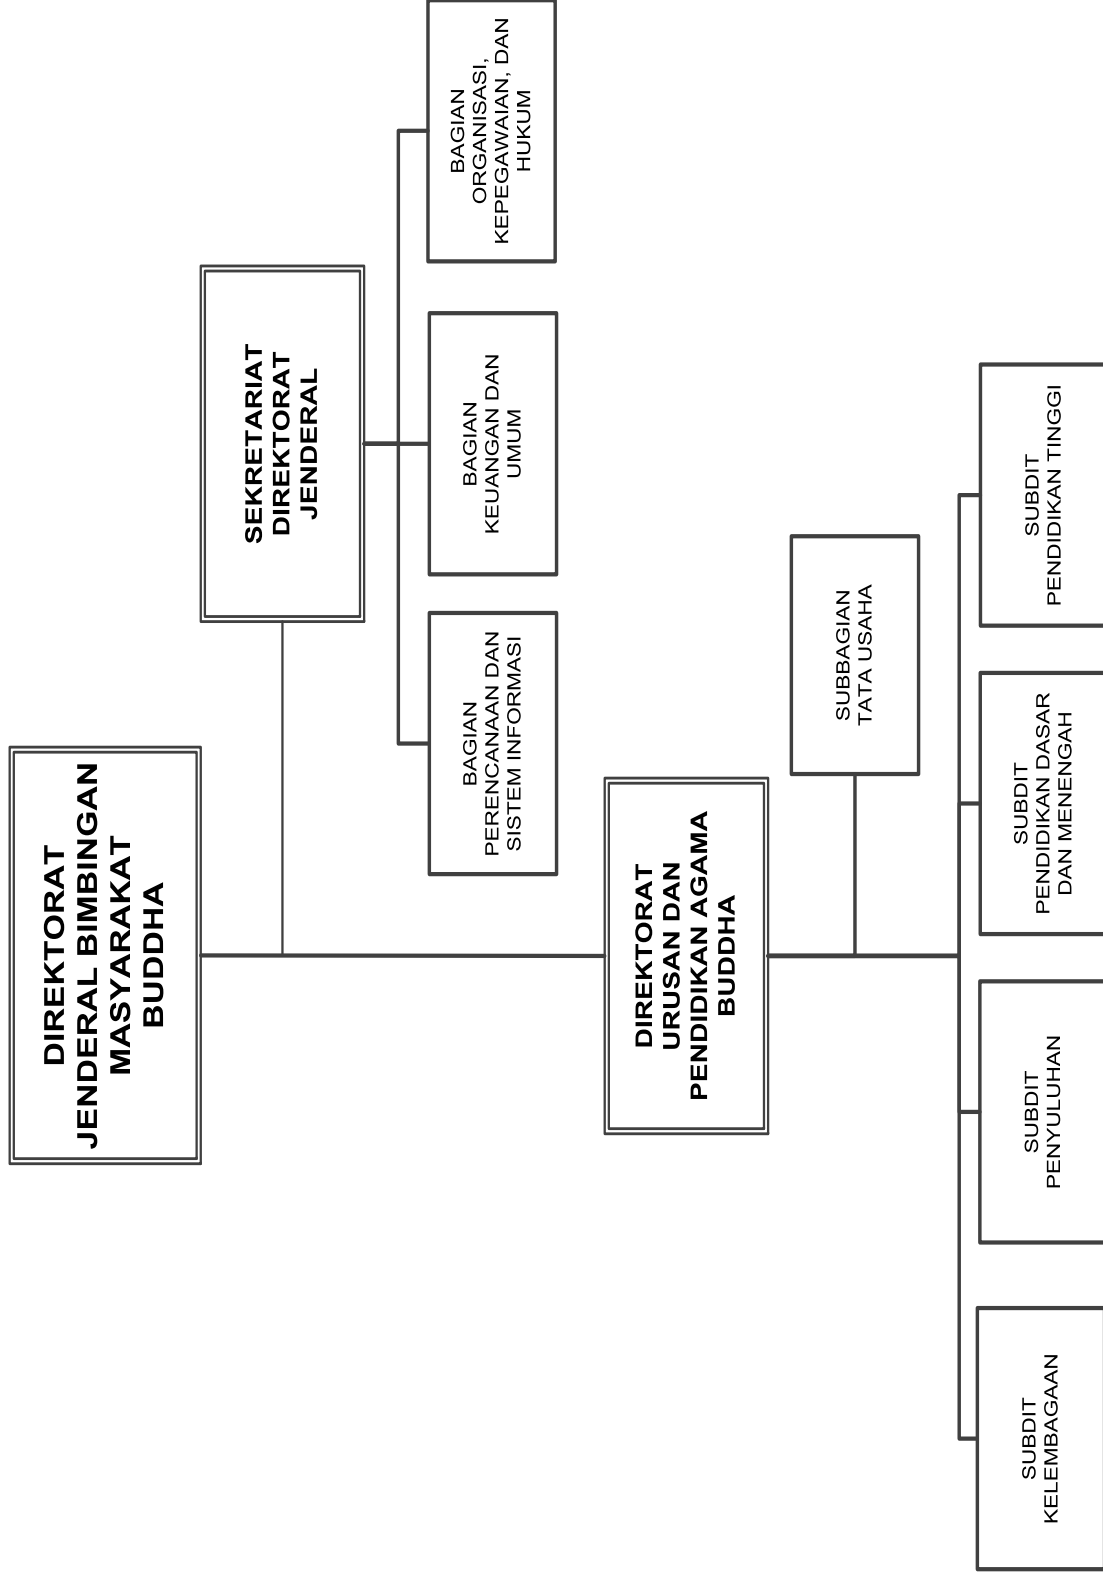 DIREKTORAT
JENDERAL BIMBINGAN
MASYARAKAT
BUDDHA
SEKRETARIAT
DIREKTORAT
JENDERAL
BAGIAN
PERENCANAAN DAN
SISTEM INFORMASI
BAGIAN
KEUANGAN DAN
UMUM
BAGIAN
ORGANISASI,
KEPEGAWAIAN, DAN
HUKUM
DIREKTORAT
URUSAN DAN
PENDIDIKAN AGAMA
BUDDHA
SUBBAGIAN
TATA USAHA
SUBDIT
KELEMBAGAAN
SUBDIT
PENYULUHAN
SUBDIT
PENDIDIKAN DASAR
DAN MENENGAH
SUBDIT
PENDIDIKAN TINGGI